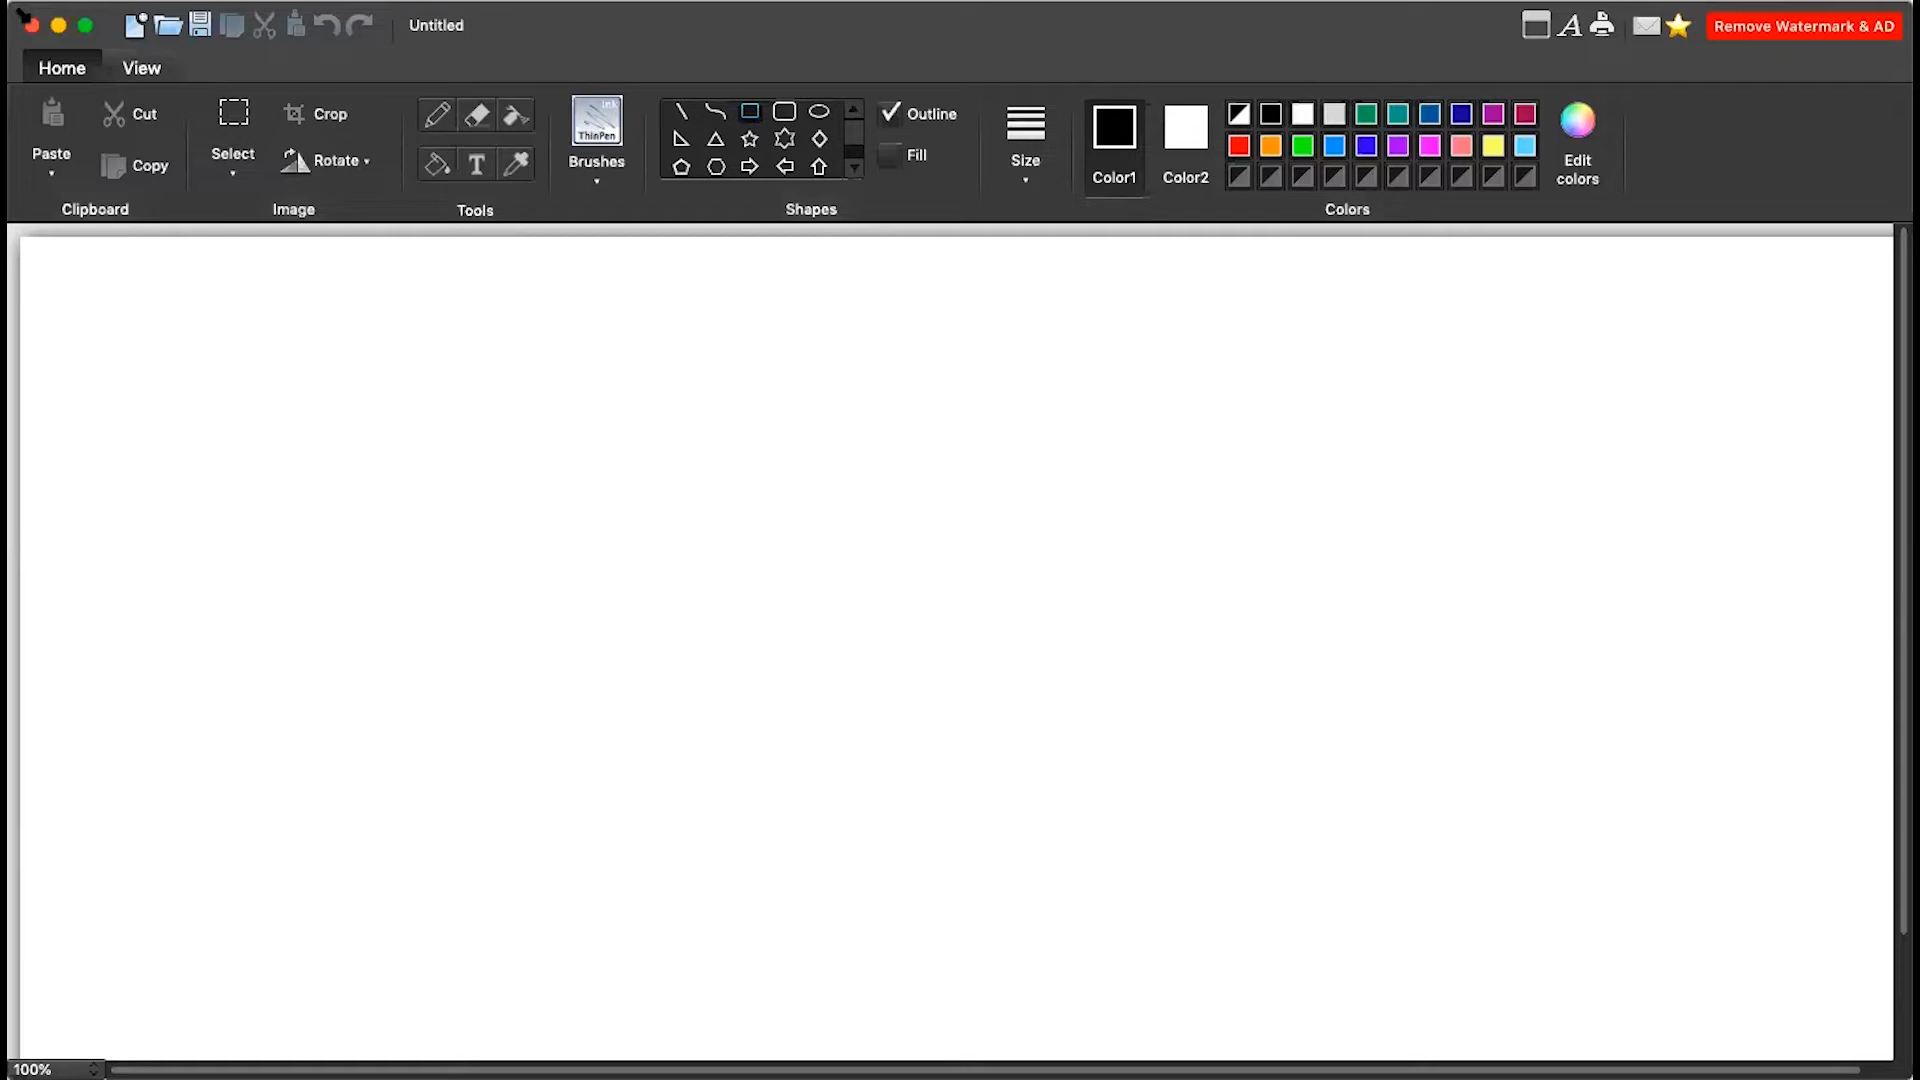 Untitled
A
Remove Watermark & AD
Home
View
Paste
Cut
Copy
Clipboard
Select
Crop
Rotate
Image
T
Tools
Ink
ThinPen
Brushes
Outline
Fill
Shapes
Size
Color1
Color2
Colors
Edit
colors
100%